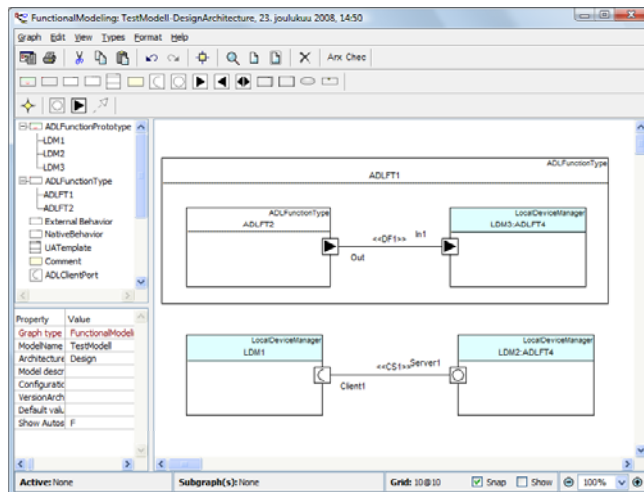 FunctionalModeling: TestModell-DesignArchitecture, 23. joulukuu 2008, 14:50
Graph Edit View Types Format Help
Arx Chec
ADLFunctionPrototype
LDM1
LDM2
LDM3
ADLFunctionType
ADLFT1
ADLFT2
External Behavior
NativeBehavior
UATemplate
Comment
ADLClientPort
Property Value
Graph type FunctionalModeli
ModelName TestModell
Architecture Design
Model descr
Configuratic
VersionArch
Default valu
Show Autos F
ADLFunctionType
ADLFT1
ADLFunctionType
ADLFT2
Out
<<DF1>>
In1
LocalDeviceManager
LDM3:ADLFT4
LocalDeviceManager
LDM1
Client1
<<CS1>>
Server1
LocalDeviceManager
LDM2:ADLFT4
Active: None Subgraph(s): None Grid: 10@10 Snap Show 100%